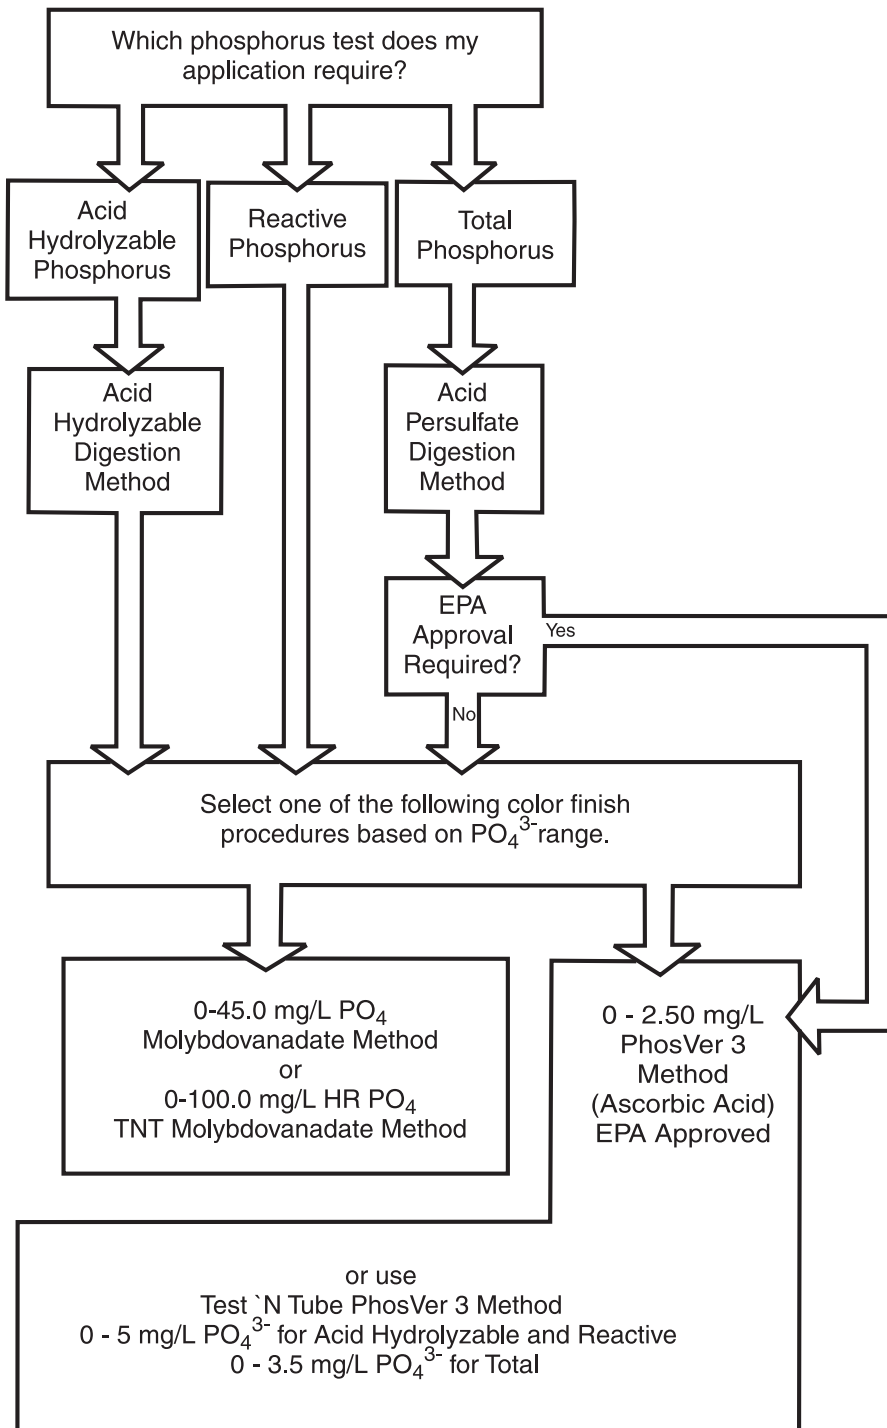 Which phosphorus test does my
application require?
Acid
Hydrolyzable
Phosphorus
Reactive
Phosphorus
Total
Phosphorus
Acid
Hydrolyzable
Digestion
Method
Acid
Persulfate
Digestion
Method
EPA
Approval
Required?
Yes
No
Select one of the following color finish
procedures based on PO₄³⁻ range.
0-45.0 mg/L PO₄
Molybdovanadate Method
or
0-100.0 mg/L HR PO₄
TNT Molybdovanadate Method
0 - 2.50 mg/L
PhosVer 3
Method
(Ascorbic Acid)
EPA Approved
or use
Test `N Tube PhosVer 3 Method
0 - 5 mg/L PO₄³⁻ for Acid Hydrolyzable and Reactive
0 - 3.5 mg/L PO₄³⁻ for Total